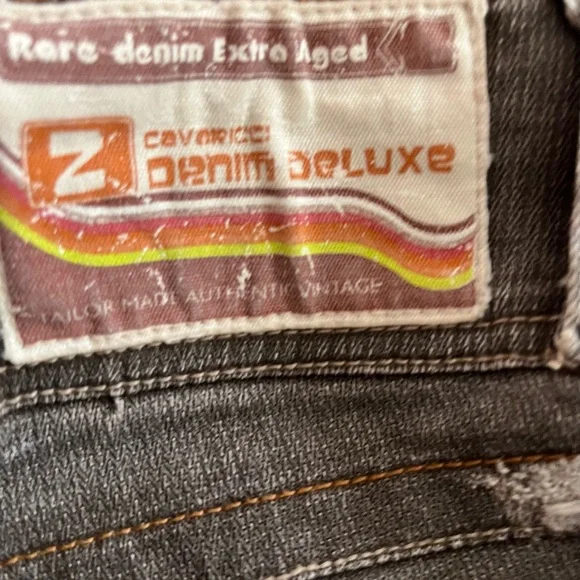 Rare denim Extra Aged
Z CAVARICCI
DENIM DELUXE
TAILOR MADE AUTHENTIC VINTAGE